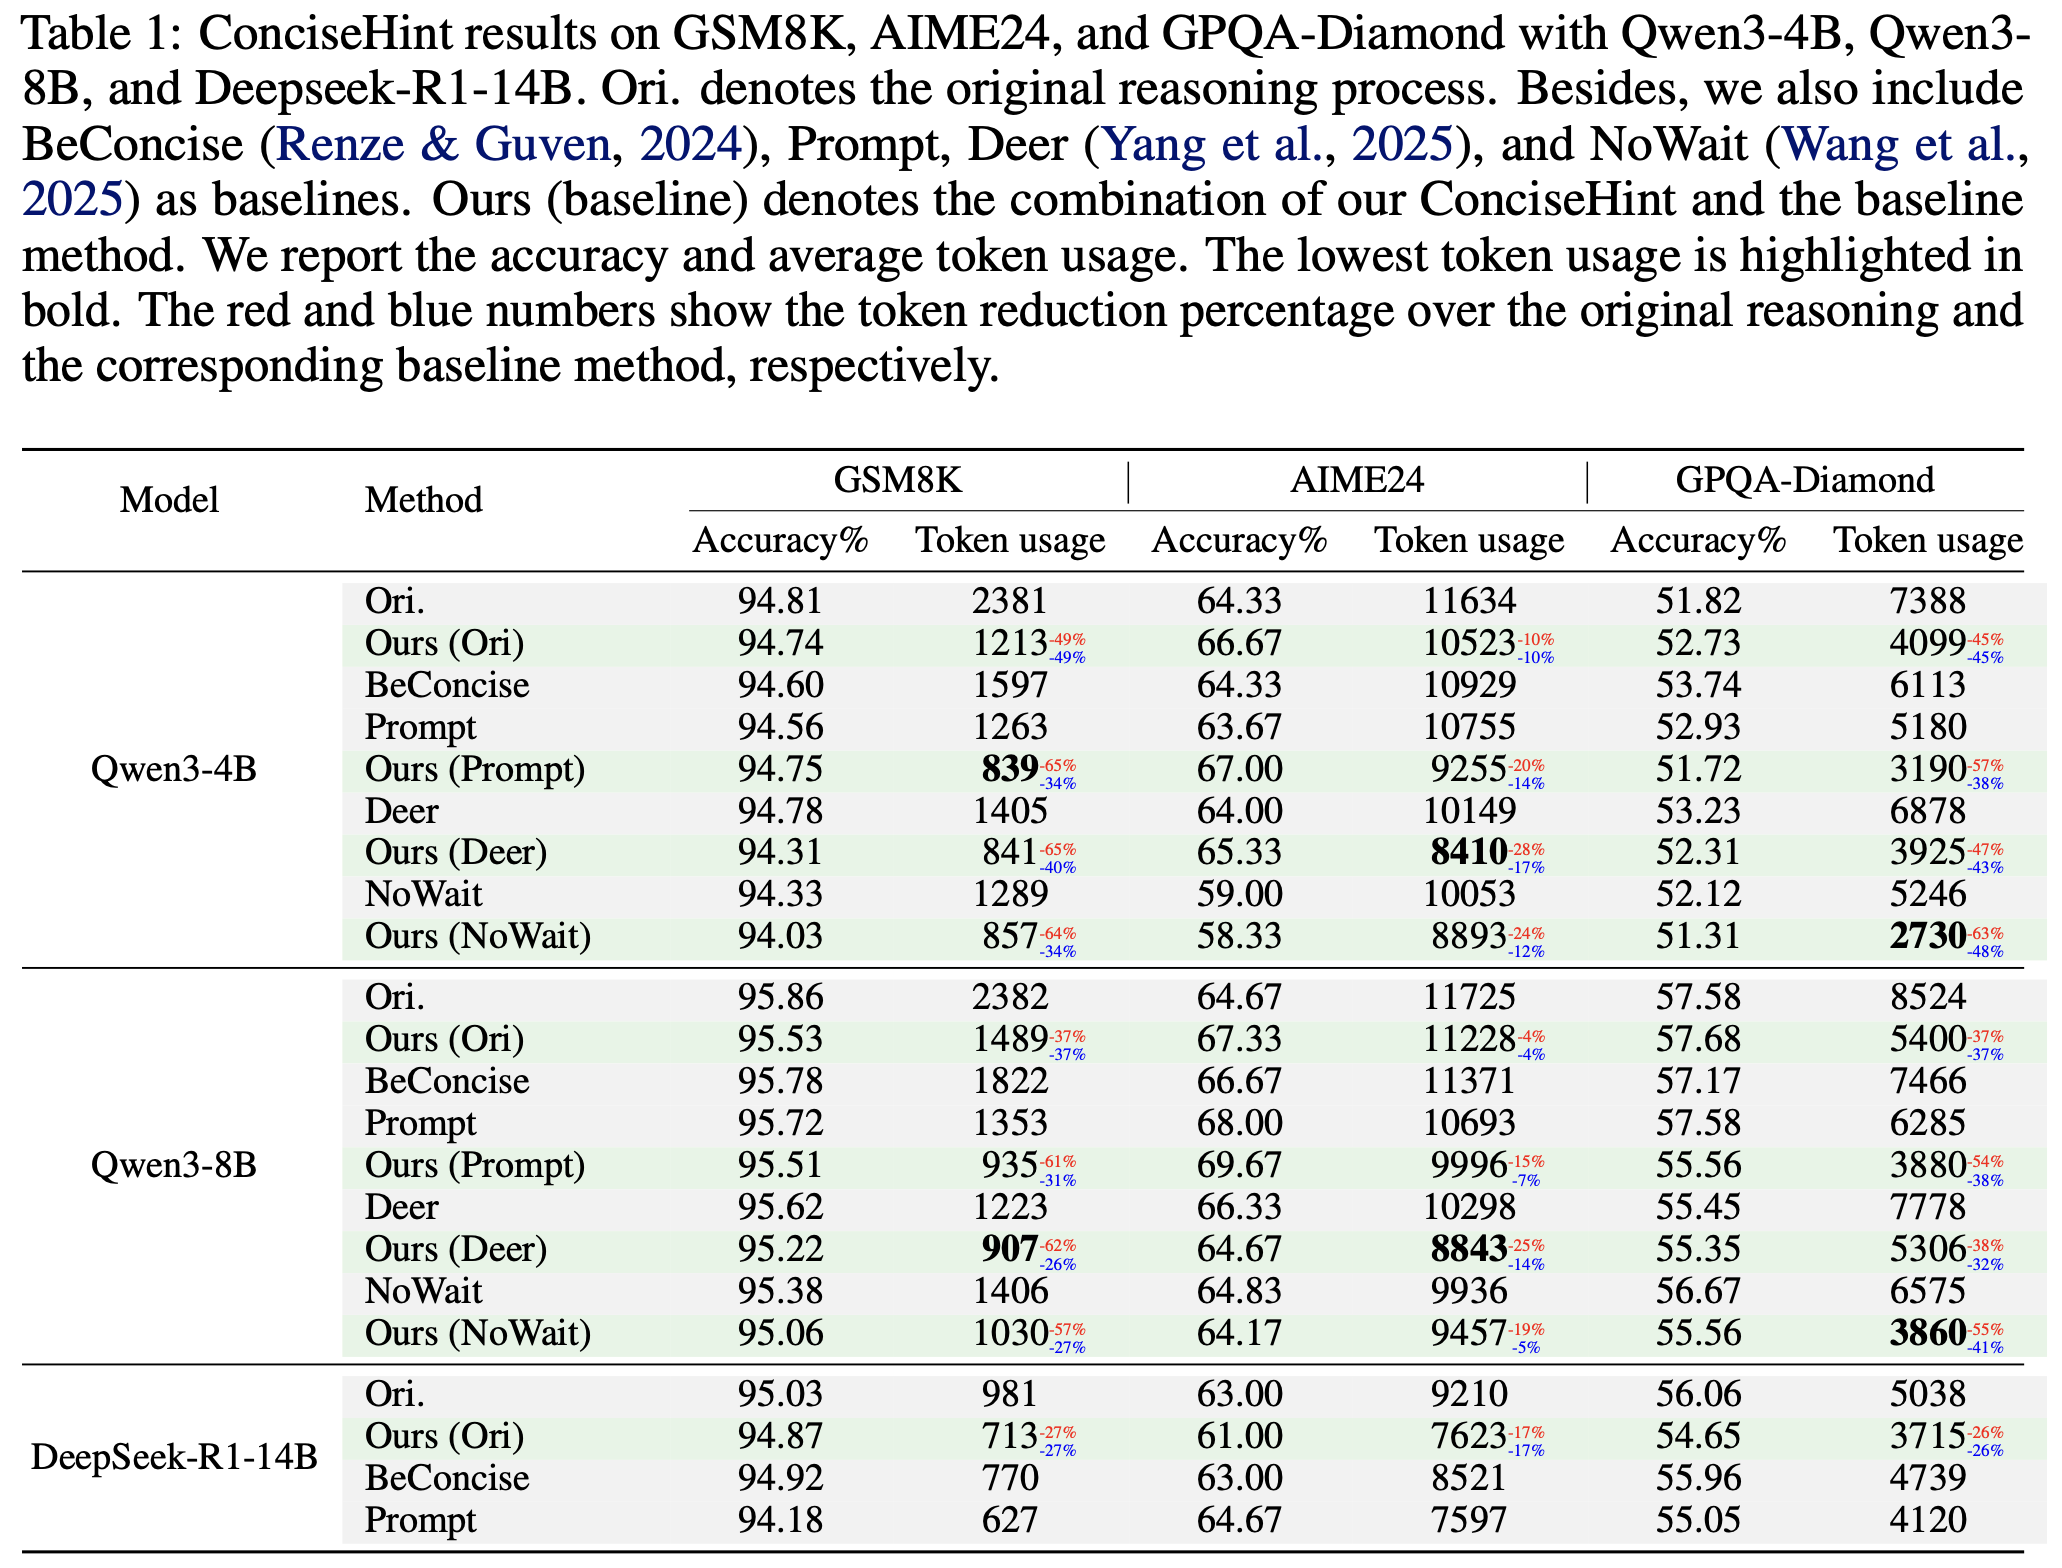 Table 1: ConciseHint results on GSM8K, AIME24, and GPQA-Diamond with Qwen3-4B, Qwen3-
8B, and Deepseek-R1-14B. Ori. denotes the original reasoning process. Besides, we also include
BeConcise (Renze & Guven, 2024), Prompt, Deer (Yang et al., 2025), and NoWait (Wang et al.,
2025) as baselines. Ours (baseline) denotes the combination of our ConciseHint and the baseline
method. We report the accuracy and average token usage. The lowest token usage is highlighted in
bold. The red and blue numbers show the token reduction percentage over the original reasoning and
the corresponding baseline method, respectively.
Model Method GSM8K AIME24 GPQA-Diamond
Accuracy% Token usage Accuracy% Token usage Accuracy% Token usage
Qwen3-4B
Ori. 94.81 2381 64.33 11634 51.82 7388
Ours (Ori) 94.74 1213 -49% -49% 66.67 10523 -10% -10% 52.73 4099 -45% -45%
BeConcise 94.60 1597 64.33 10929 53.74 6113
Prompt 94.56 1263 63.67 10755 52.93 5180
Ours (Prompt) 94.75 839 -65% -34% 67.00 9255 -20% -14% 51.72 3190 -57% -38%
Deer 94.78 1405 64.00 10149 53.23 6878
Ours (Deer) 94.31 841 -65% -40% 65.33 8410 -28% -17% 52.31 3925 -47% -43%
NoWait 94.33 1289 59.00 10053 52.12 5246
Ours (NoWait) 94.03 857 -64% -34% 58.33 8893 -24% -12% 51.31 2730 -63% -48%
Qwen3-8B
Ori. 95.86 2382 64.67 11725 57.58 8524
Ours (Ori) 95.53 1489 -37% -37% 67.33 11228 -4% -4% 57.68 5400 -37% -37%
BeConcise 95.78 1822 66.67 11371 57.17 7466
Prompt 95.72 1353 68.00 10693 57.58 6285
Ours (Prompt) 95.51 935 -61% -31% 69.67 9996 -15% -7% 55.56 3880 -54% -38%
Deer 95.62 1223 66.33 10298 55.45 7778
Ours (Deer) 95.22 907 -62% -26% 64.67 8843 -25% -14% 55.35 5306 -38% -32%
NoWait 95.38 1406 64.83 9936 56.67 6575
Ours (NoWait) 95.06 1030 -57% -27% 64.17 9457 -19% -5% 55.56 3860 -55% -41%
DeepSeek-R1-14B
Ori. 95.03 981 63.00 9210 56.06 5038
Ours (Ori) 94.87 713 -27% -27% 61.00 7623 -17% -17% 54.65 3715 -26% -26%
BeConcise 94.92 770 63.00 8521 55.96 4739
Prompt 94.18 627 64.67 7597 55.05 4120